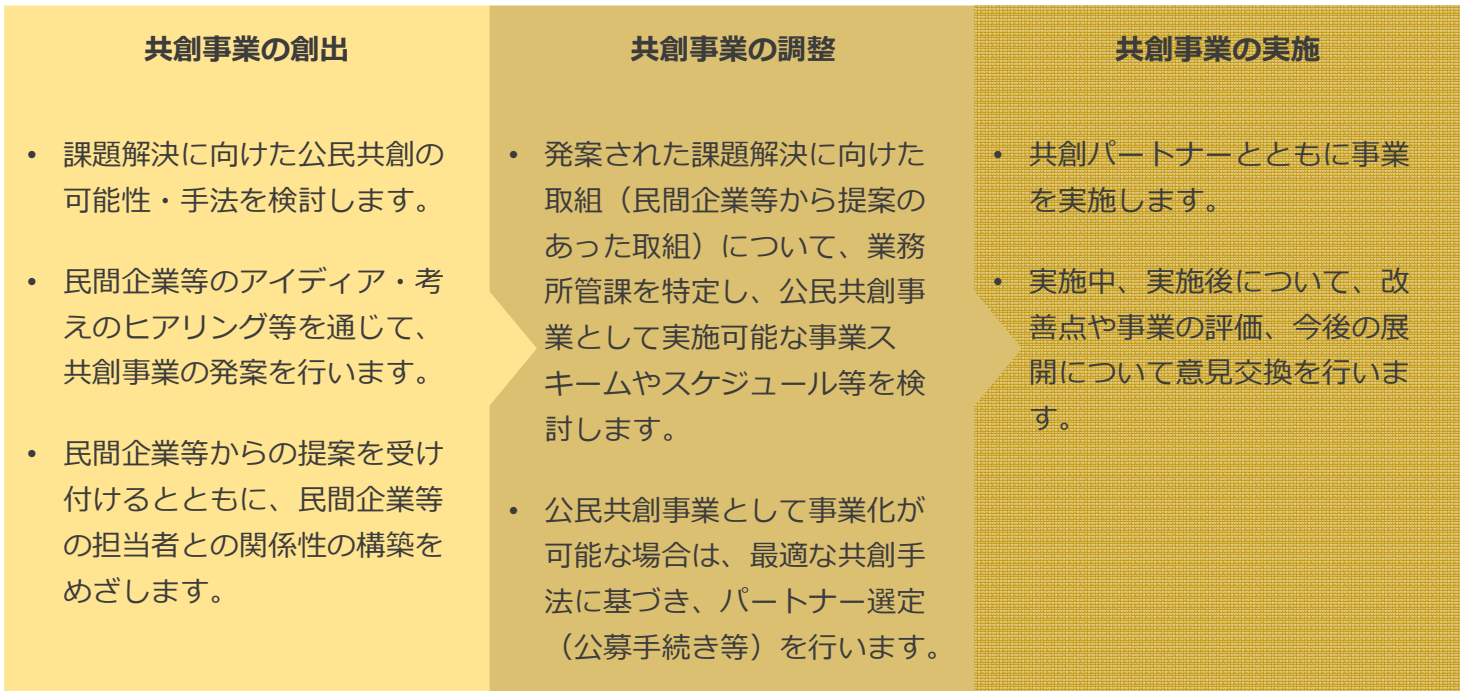 共創事業の創出
• 課題解決に向けた公民共創の
可能性・手法を検討します。
• 民間企業等のアイディア・考
えのヒアリング等を通じて、
共創事業の発案を行います。
• 民間企業等からの提案を受け
付けるとともに、民間企業等
の担当者との関係性の構築を
めざします。
共創事業の調整
• 発案された課題解決に向けた
取組（民間企業等から提案の
あった取組）について、業務
所管課を特定し、公民共創事
業として実施可能な事業ス
キームやスケジュール等を検
討します。
• 公民共創事業として事業化が
可能な場合は、最適な共創手
法に基づき、パートナー選定
（公募手続き等）を行います。
共創事業の実施
• 共創パートナーとともに事業
を実施します。
• 実施中、実施後について、改
善点や事業の評価、今後の展
開について意見交換を行いま
す。